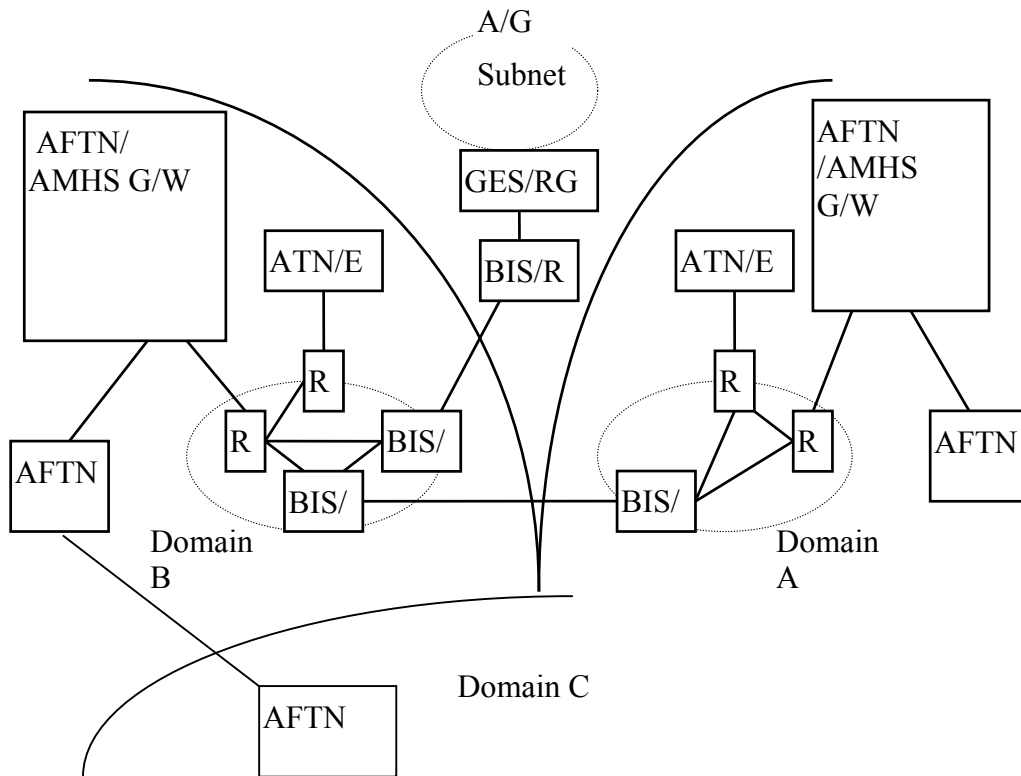 A/G
Subnet
AFTN/
AMHS G/W
AFTN
/AMHS
G/W
GES/RG
ATN/E
BIS/R
ATN/E
R
R
R
BIS/
R
AFTN
AFTN
BIS/
BIS/
Domain
B
Domain
A
Domain C
AFTN